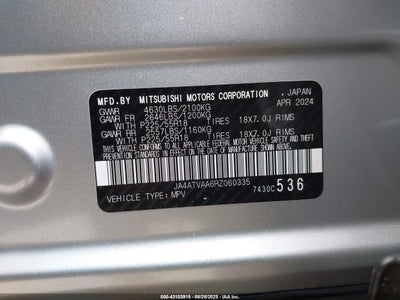 MFD.BY MITSUBISHI MOTORS CORPORATION , JAPAN
GVWR 4630LBS/2100KG APR 2024
GAWR FR 2646LBS/1200KG
WITH P225/55R18 TIRES 18X7.0J RIMS
GAWR RR 2557LBS/1160KG
WITH P225/55R18 TIRES 18X7.0J RIMS
THIS VEHICLE CONFORMS TO ALL APPLICABLE
FEDERAL MOTOR VEHICLE SAFETY AND THEFT
PREVENTION STANDARDS IN EFFECT ON THE
DATE OF MANUFACTURE SHOWN ABOVE.
JA4ATVAA6RZ060335
VEHICLE TYPE: MPV 7430C 536
000-43103915 - 08/29/2025 - IAA, Inc.